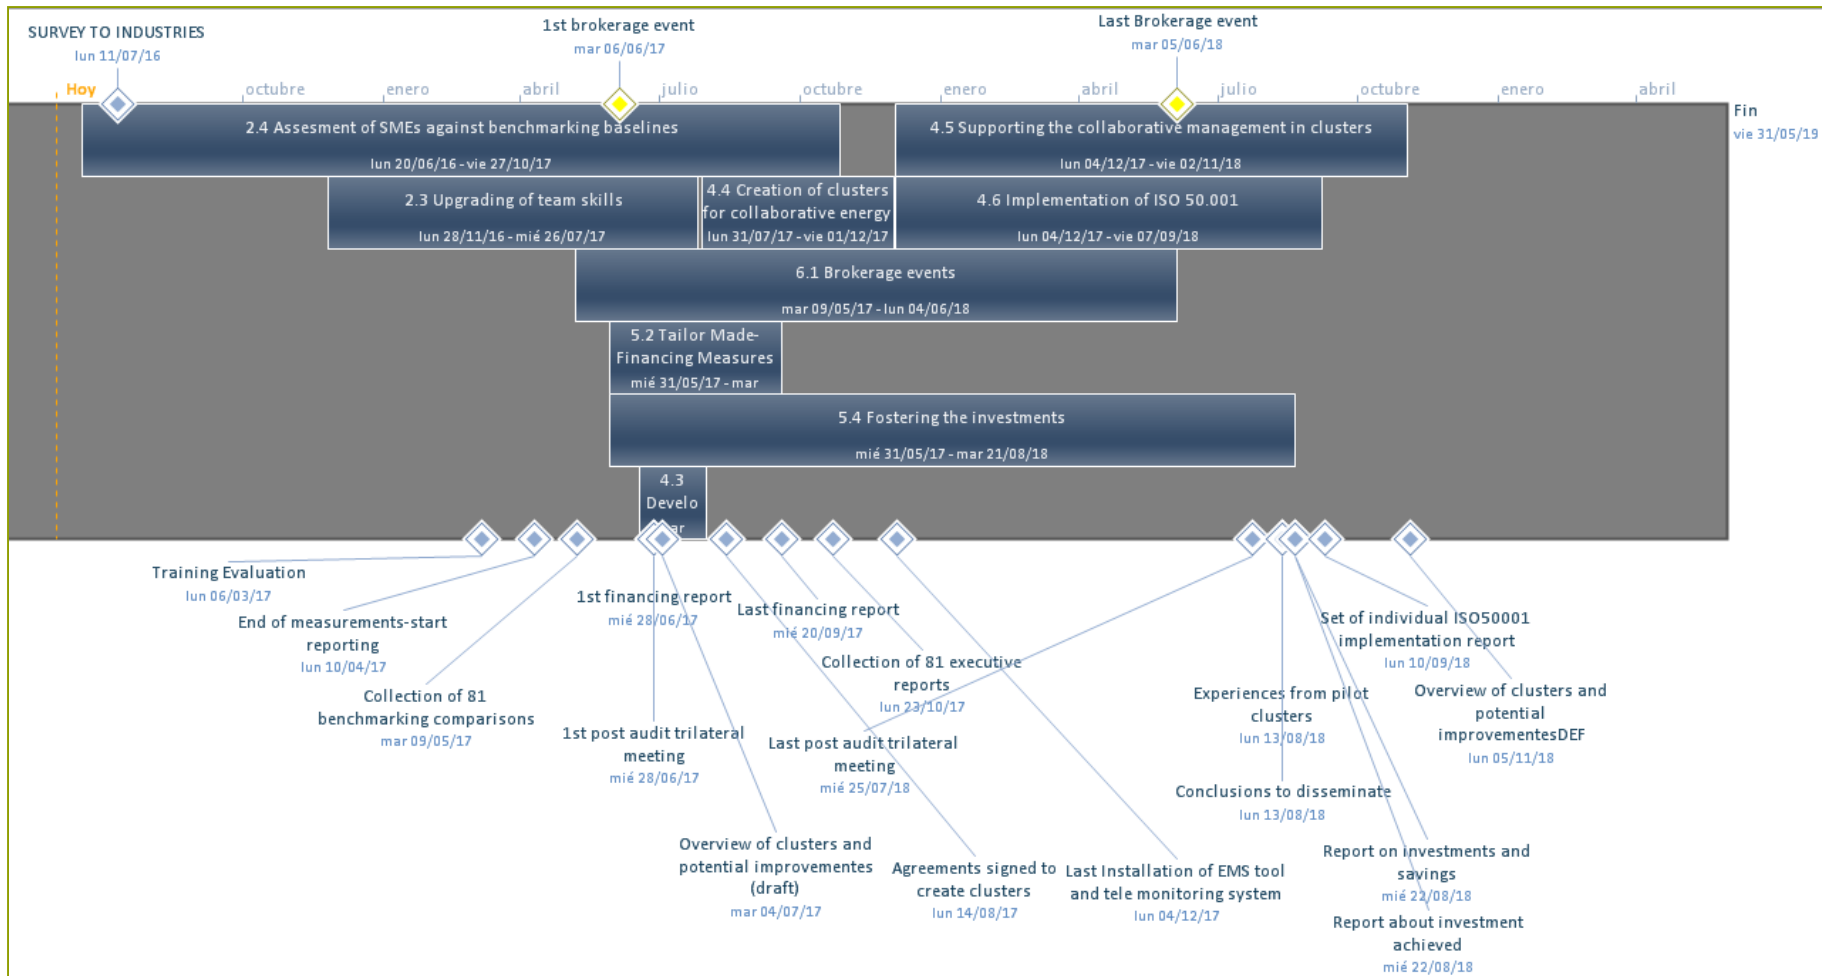 SURVEY TO INDUSTRIES
lun 11/07/16
1st brokerage event
mar 06/06/17
Last Brokerage event
mar 05/06/18
Hoy
octubre
enero
abril
julio
octubre
enero
abril
julio
octubre
enero
abril
Fin
vie 31/05/19
2.4 Assesment of SMEs against benchmarking baselines
lun 20/06/16 - vie 27/10/17
4.5 Supporting the collaborative management in clusters
lun 04/12/17 - vie 02/11/18
2.3 Upgrading of team skills
lun 28/11/16 - mié 26/07/17
4.4 Creation of clusters
for collaborative energy
lun 31/07/17 - vie 01/12/17
4.6 Implementation of ISO 50.001
lun 04/12/17 - vie 07/09/18
6.1 Brokerage events
mar 09/05/17 - lun 04/06/18
5.2 Tailor Made-
Financing Measures
mié 31/05/17 - mar
5.4 Fostering the investments
mié 31/05/17 - mar 21/08/18
4.3
Develo
Training Evaluation
lun 06/03/17
End of measurements-start
reporting
lun 10/04/17
Collection of 81
benchmarking comparisons
mar 09/05/17
1st financing report
mié 28/06/17
1st post audit trilateral
meeting
mié 28/06/17
Overview of clusters and
potential improvementes
(draft)
mar 04/07/17
Last financing report
mié 20/09/17
Collection of 81 executive
reports
lun 23/10/17
Last post audit trilateral
meeting
mié 25/07/18
Agreements signed to
create clusters
lun 14/08/17
Last Installation of EMS tool
and tele monitoring system
lun 04/12/17
Experiences from pilot
clusters
lun 13/08/18
Conclusions to disseminate
lun 13/08/18
Set of individual ISO50001
implementation report
lun 10/09/18
Overview of clusters and
potential
improvementesDEF
lun 05/11/18
Report on investments and
savings
mié 22/08/18
Report about investment
achieved
mié 22/08/18